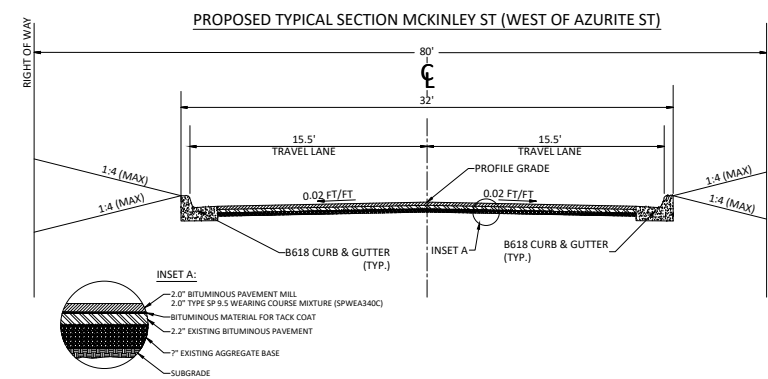 PROPOSED TYPICAL SECTION MCKINLEY ST (WEST OF AZURITE ST)
RIGHT OF WAY
80'
CL
32'
15.5'
TRAVEL LANE
15.5'
TRAVEL LANE
PROFILE GRADE
1:4 (MAX)
1:4 (MAX)
0.02 FT/FT
0.02 FT/FT
1:4 (MAX)
1:4 (MAX)
B618 CURB & GUTTER
(TYP.)
INSET A
B618 CURB & GUTTER
(TYP.)
INSET A:
2.0" BITUMINOUS PAVEMENT MILL
2.0" TYPE SP 9.5 WEARING COURSE MIXTURE (SPWEA340C)
BITUMINOUS MATERIAL FOR TACK COAT
2.2" EXISTING BITUMINOUS PAVEMENT
?" EXISTING AGGREGATE BASE
SUBGRADE